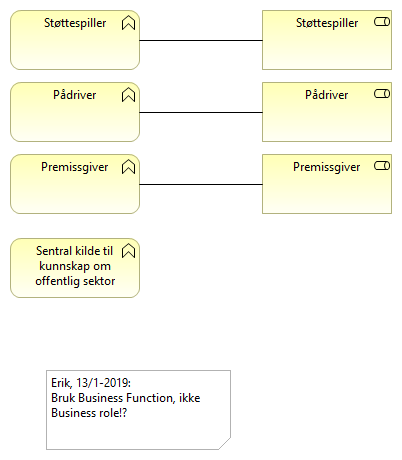 Støttespiller
Støttespiller
Pådriver
Pådriver
Premissgiver
Premissgiver
Sentral kilde til
kunnskap om
offentlig sektor
Erik, 13/1-2019:
Bruk Business Function, ikke
Business role!?